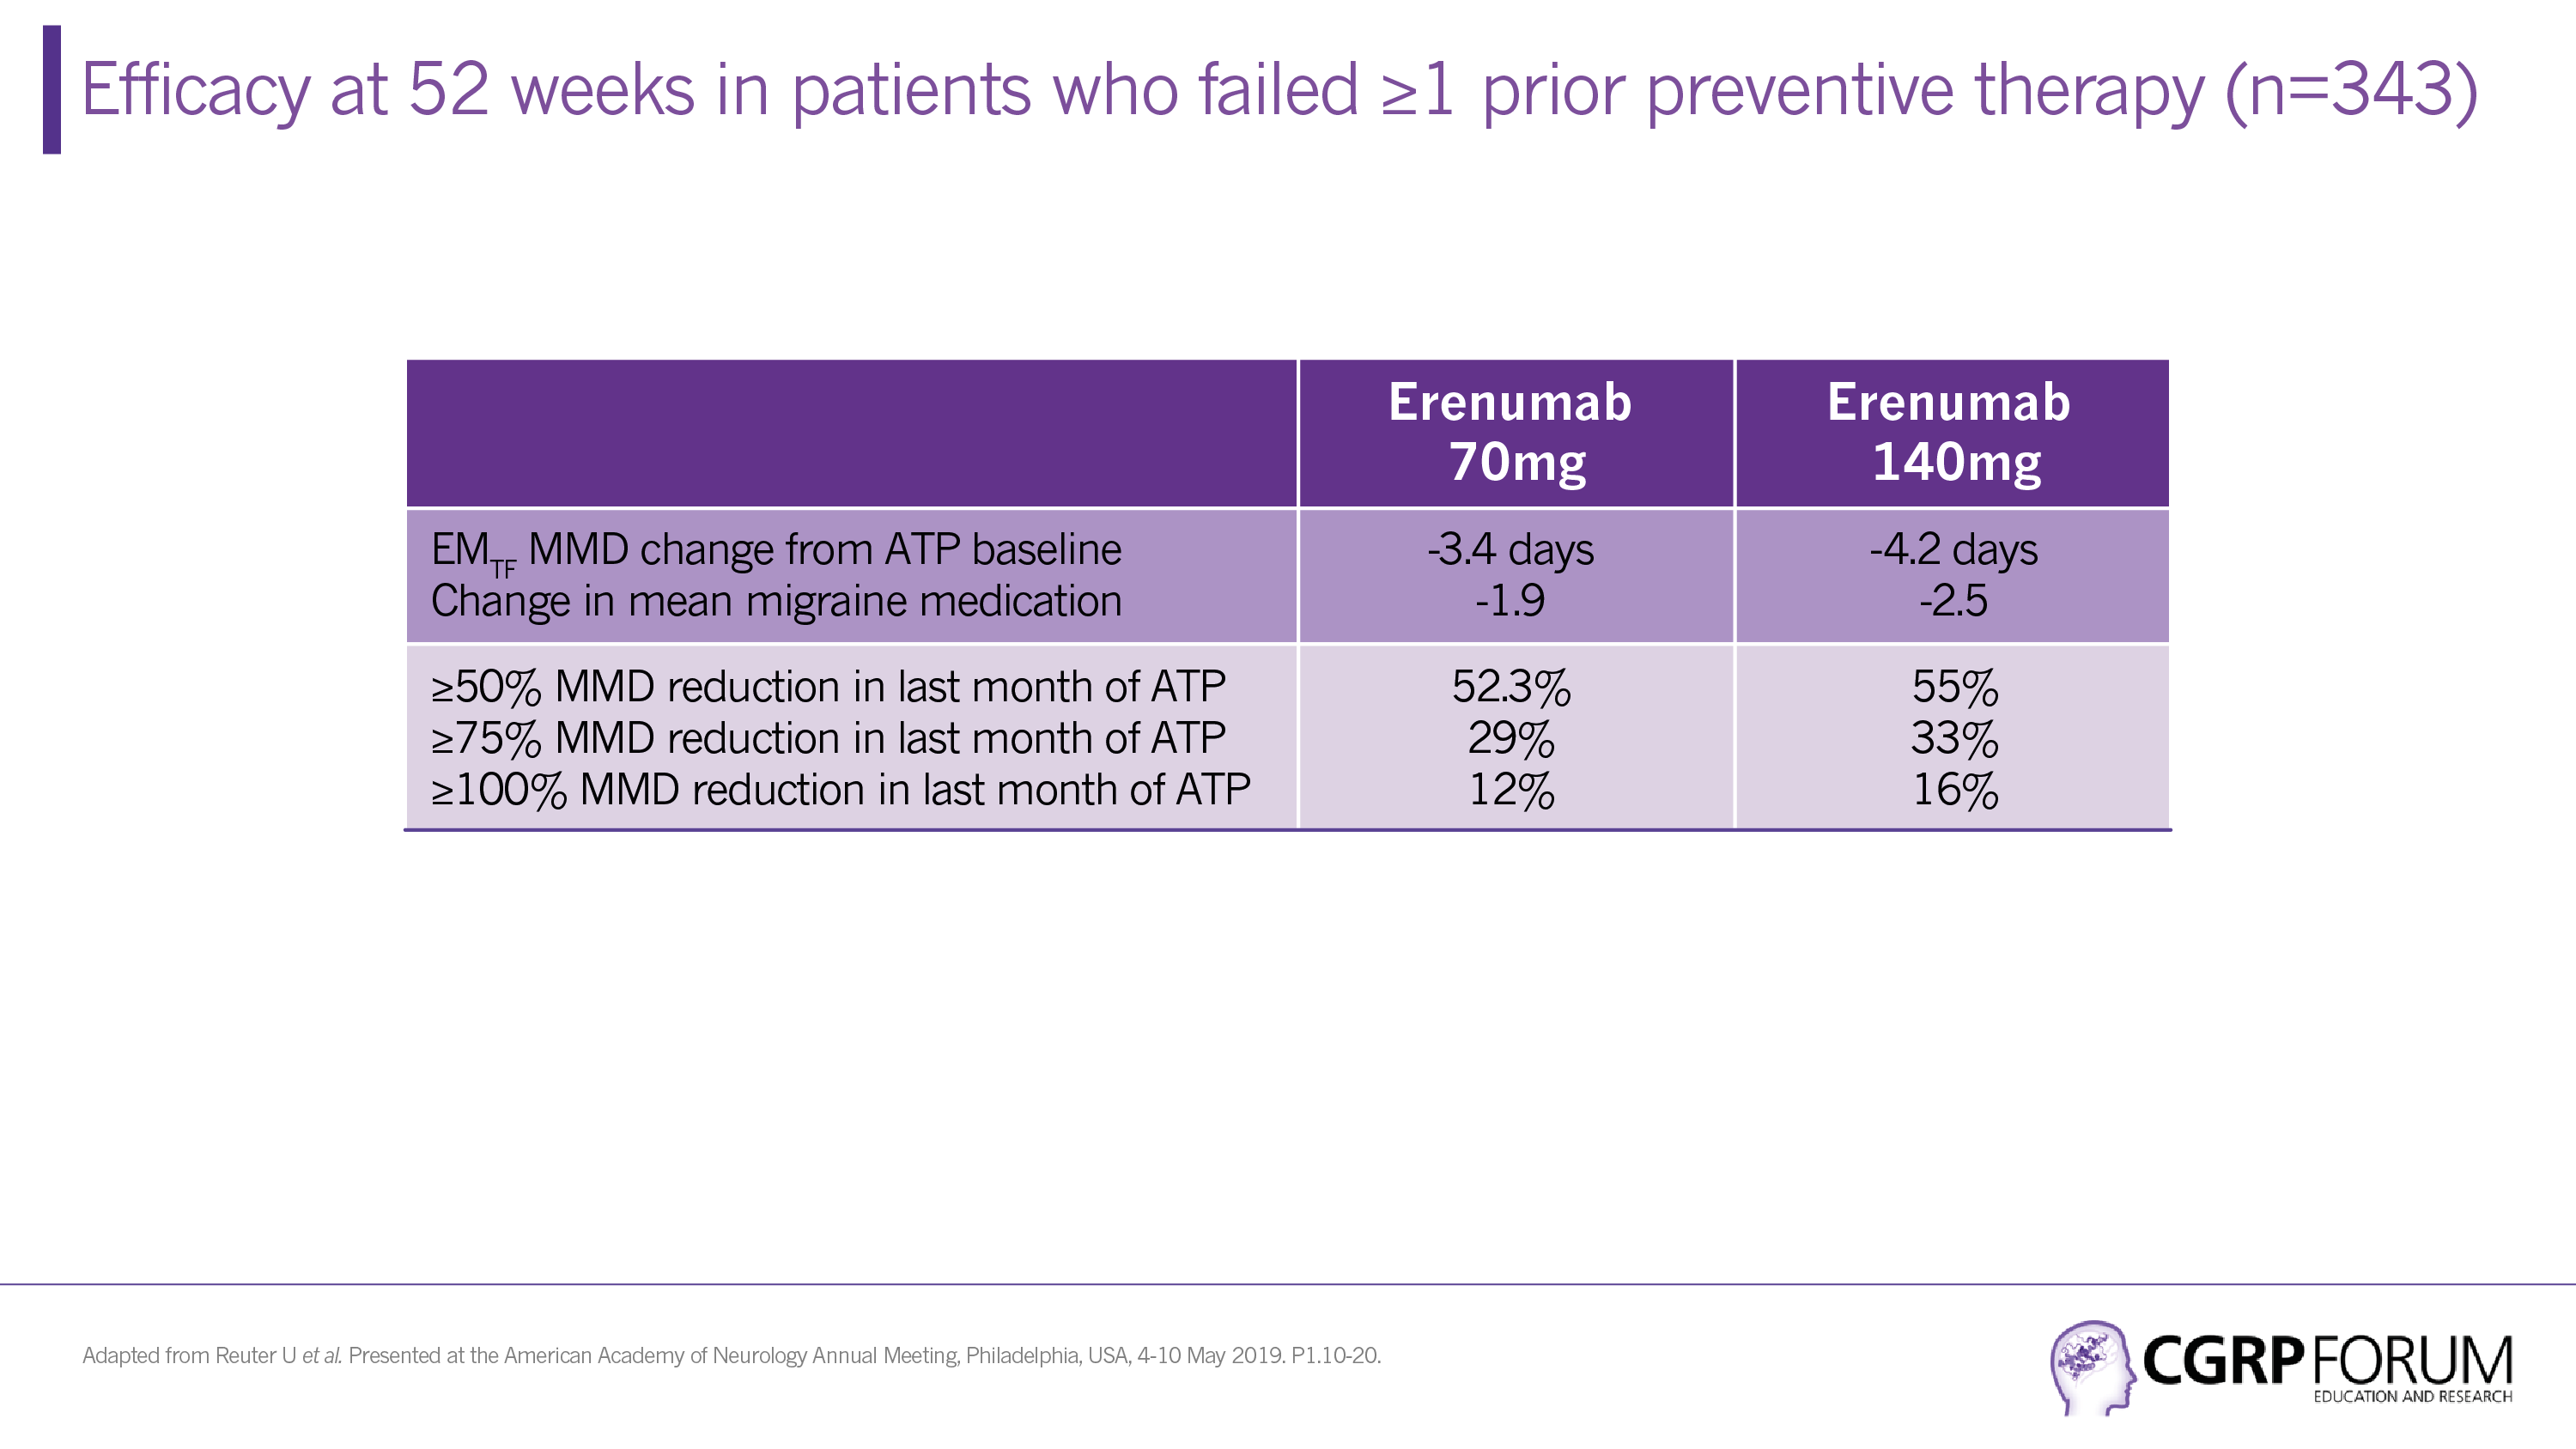 Efficacy at 52 weeks in patients who failed ≥1 prior preventive therapy (n=343)
Erenumab 70mg
Erenumab 140mg
EM_TF MMD change from ATP baseline -3.4 days -4.2 days
Change in mean migraine medication -1.9 -2.5
≥50% MMD reduction in last month of ATP 52.3% 55%
≥75% MMD reduction in last month of ATP 29% 33%
≥100% MMD reduction in last month of ATP 12% 16%
Adapted from Reuter U et al. Presented at the American Academy of Neurology Annual Meeting, Philadelphia, USA, 4-10 May 2019. P1.10-20.
CGRP FORUM
EDUCATION AND RESEARCH